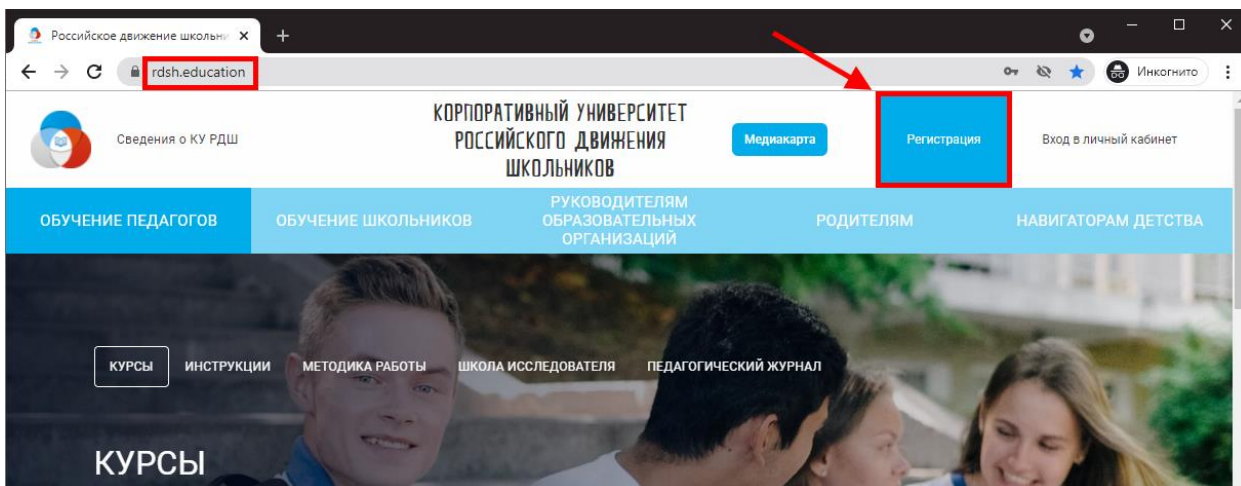 Российское движение школьни
rdsh.education
Инкогнито
Сведения о КУ РДШ
КОРПОРАТИВНЫЙ УНИВЕРСИТЕТ
РОССИЙСКОГО ДВИЖЕНИЯ
ШКОЛЬНИКОВ
Медиакарта
Регистрация
Вход в личный кабинет
ОБУЧЕНИЕ ПЕДАГОГОВ
ОБУЧЕНИЕ ШКОЛЬНИКОВ
РУКОВОДИТЕЛЯМ
ОБРАЗОВАТЕЛЬНЫХ
ОРГАНИЗАЦИЙ
РОДИТЕЛЯМ
НАВИГАТОРАМ ДЕТСТВА
КУРСЫ
ИНСТРУКЦИИ
МЕТОДИКА РАБОТЫ
ШКОЛА ИССЛЕДОВАТЕЛЯ
ПЕДАГОГИЧЕСКИЙ ЖУРНАЛ
КУРСЫ